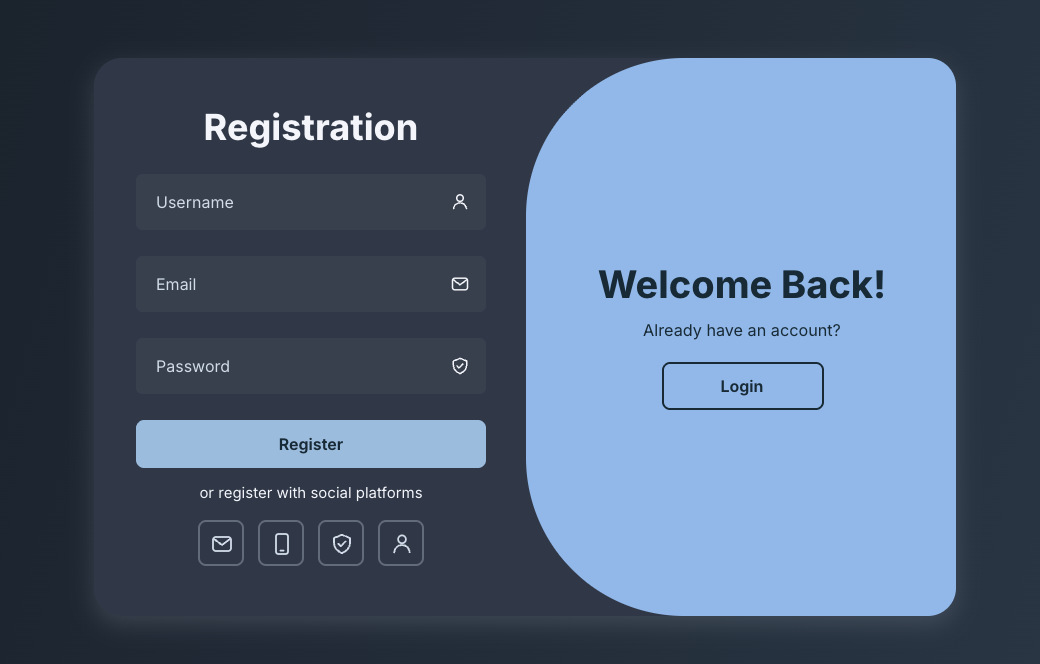 Registration
Username
Email
Password
Register
or register with social platforms
Welcome Back!
Already have an account?
Login